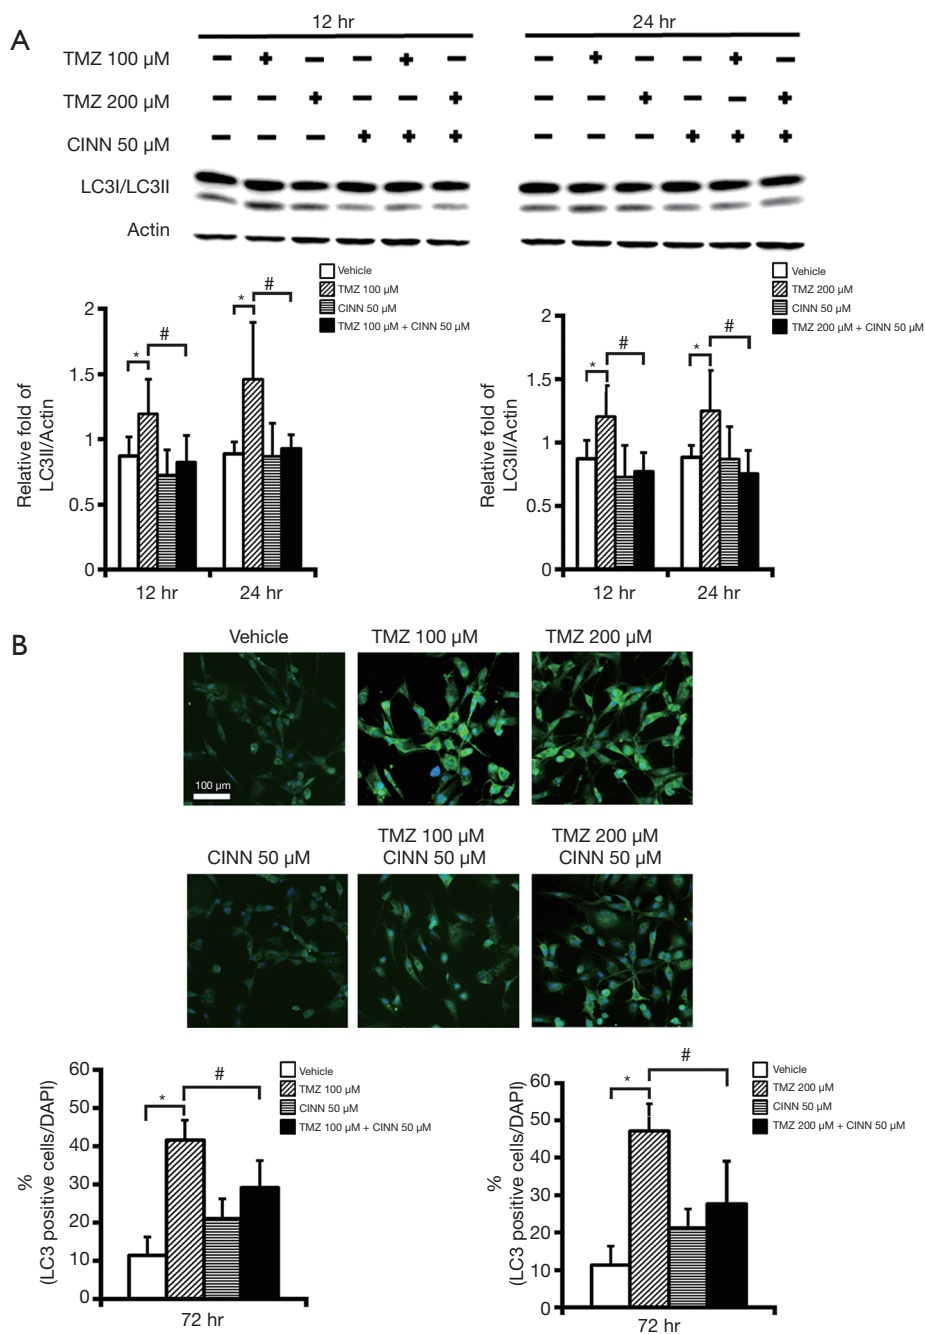 A
12 hr
24 hr
TMZ 100 µM
− + − − + −
− + − − + −
TMZ 200 µM
− − + − − +
− − + − − +
CINN 50 µM
− − − + + +
− − − + + +
LC3I/LC3II
Actin
Vehicle
TMZ 100 µM
CINN 50 µM
TMZ 100 µM + CINN 50 µM
Relative fold of
LC3II/Actin
2
1.5
1
0.5
0
* # * #
12 hr
24 hr
Vehicle
TMZ 200 µM
CINN 50 µM
TMZ 200 µM + CINN 50 µM
Relative fold of
LC3II/Actin
2
1.5
1
0.5
0
* # * #
12 hr
24 hr
B
Vehicle
TMZ 100 µM
TMZ 200 µM
100 µm
CINN 50 µM
TMZ 100 µM
CINN 50 µM
TMZ 200 µM
CINN 50 µM
Vehicle
TMZ 100 µM
CINN 50 µM
TMZ 100 µM + CINN 50 µM
%
(LC3 positive cells/DAPI)
60
50
40
30
20
10
0
* #
72 hr
Vehicle
TMZ 200 µM
CINN 50 µM
TMZ 200 µM + CINN 50 µM
%
(LC3 positive cells/DAPI)
60
50
40
30
20
10
0
* #
72 hr